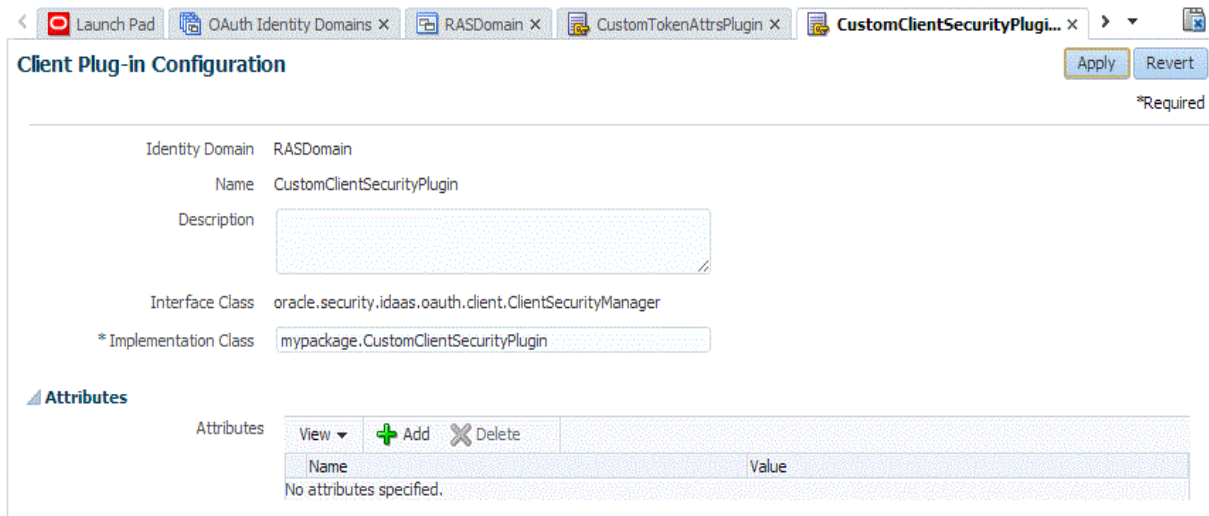 Launch Pad OAuth Identity Domains RASDomain CustomTokenAttrsPlugin CustomClientSecurityPlugi...
Client Plug-in Configuration Apply Revert
*Required
Identity Domain RASDomain
Name CustomClientSecurityPlugin
Description
Interface Class oracle.security.idaas.oauth.client.ClientSecurityManager
* Implementation Class mypackage.CustomClientSecurityPlugin
Attributes
Attributes View Add Delete
Name Value
No attributes specified.